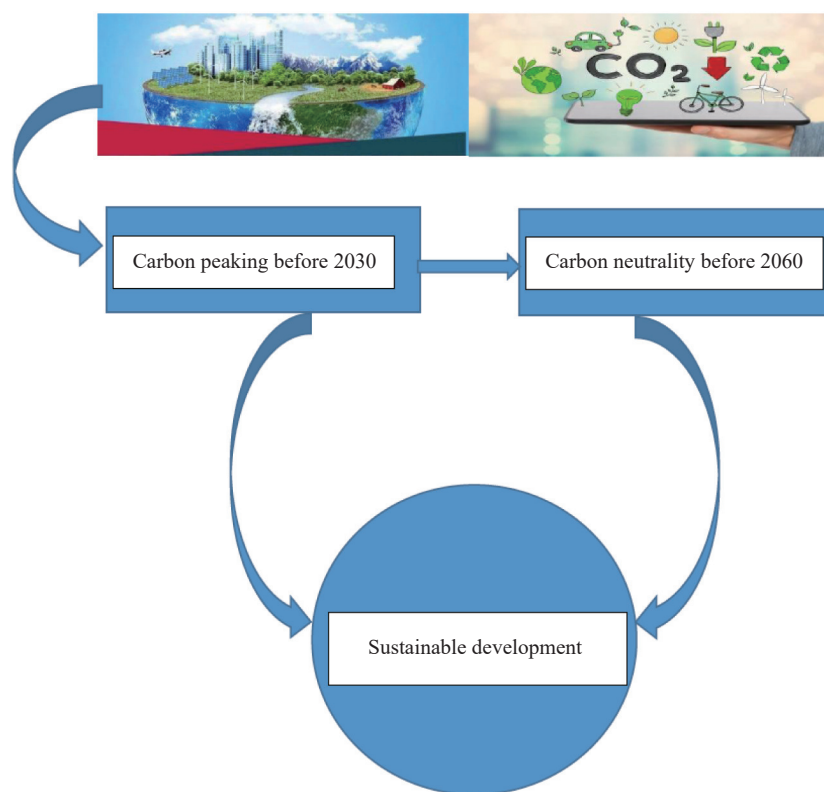 CO₂
Carbon peaking before 2030
Carbon neutrality before 2060
Sustainable development